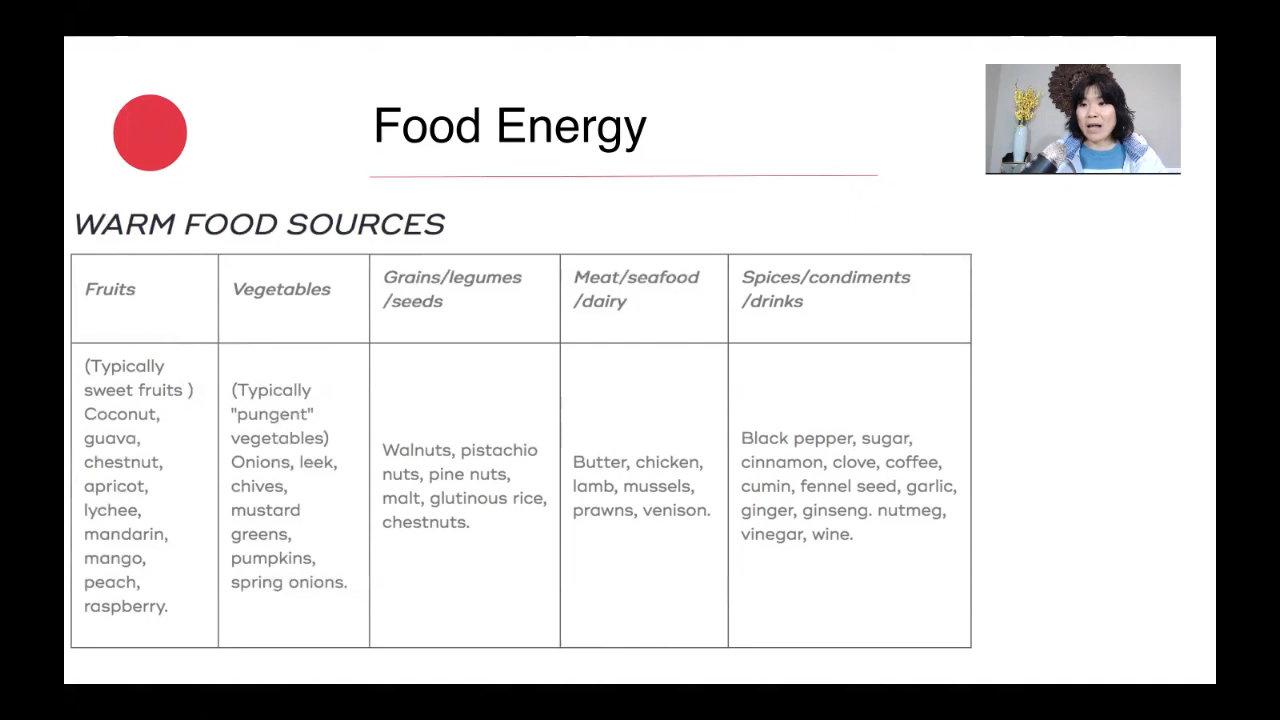 Food Energy
WARM FOOD SOURCES
Fruits
Vegetables
Grains/legumes
/seeds
Meat/seafood
/dairy
Spices/condiments
/drinks
(Typically
sweet fruits )
Coconut,
guava,
chestnut,
apricot,
lychee,
mandarin,
mango,
peach,
raspberry.
(Typically
"pungent"
vegetables)
Onions, leek,
chives,
mustard
greens,
pumpkins,
spring onions.
Walnuts, pistachio
nuts, pine nuts,
malt, glutinous rice,
chestnuts.
Butter, chicken,
lamb, mussels,
prawns, venison.
Black pepper, sugar,
cinnamon, clove, coffee,
cumin, fennel seed, garlic,
ginger, ginseng. nutmeg,
vinegar, wine.